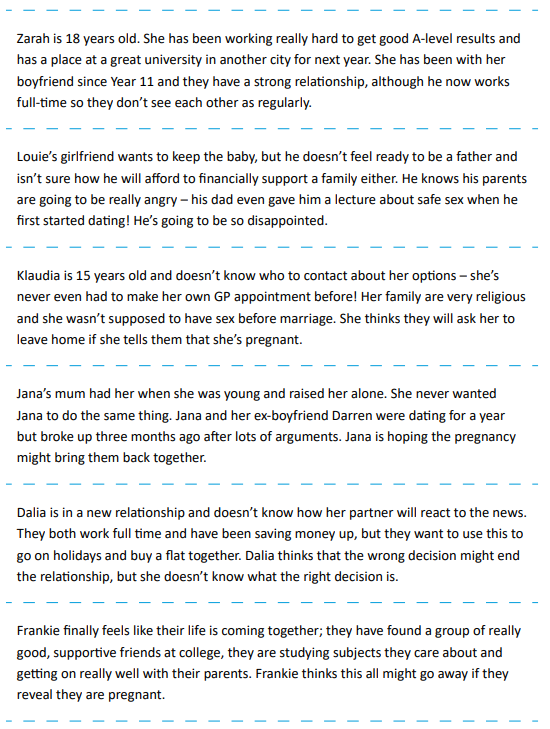 Zarah is 18 years old. She has been working really hard to get good A-level results and
has a place at a great university in another city for next year. She has been with her
boyfriend since Year 11 and they have a strong relationship, although he now works
full-time so they don’t see each other as regularly.
Louie’s girlfriend wants to keep the baby, but he doesn’t feel ready to be a father and
isn’t sure how he will afford to financially support a family either. He knows his parents
are going to be really angry – his dad even gave him a lecture about safe sex when he
first started dating! He’s going to be so disappointed.
Klaudia is 15 years old and doesn’t know who to contact about her options – she’s
never even had to make her own GP appointment before! Her family are very religious
and she wasn’t supposed to have sex before marriage. She thinks they will ask her to
leave home if she tells them that she’s pregnant.
Jana’s mum had her when she was young and raised her alone. She never wanted
Jana to do the same thing. Jana and her ex-boyfriend Darren were dating for a year
but broke up three months ago after lots of arguments. Jana is hoping the pregnancy
might bring them back together.
Dalia is in a new relationship and doesn’t know how her partner will react to the news.
They both work full time and have been saving money up, but they want to use this to
go on holidays and buy a flat together. Dalia thinks that the wrong decision might end
the relationship, but she doesn’t know what the right decision is.
Frankie finally feels like their life is coming together; they have found a group of really
good, supportive friends at college, they are studying subjects they care about and
getting on really well with their parents. Frankie thinks this all might go away if they
reveal they are pregnant.